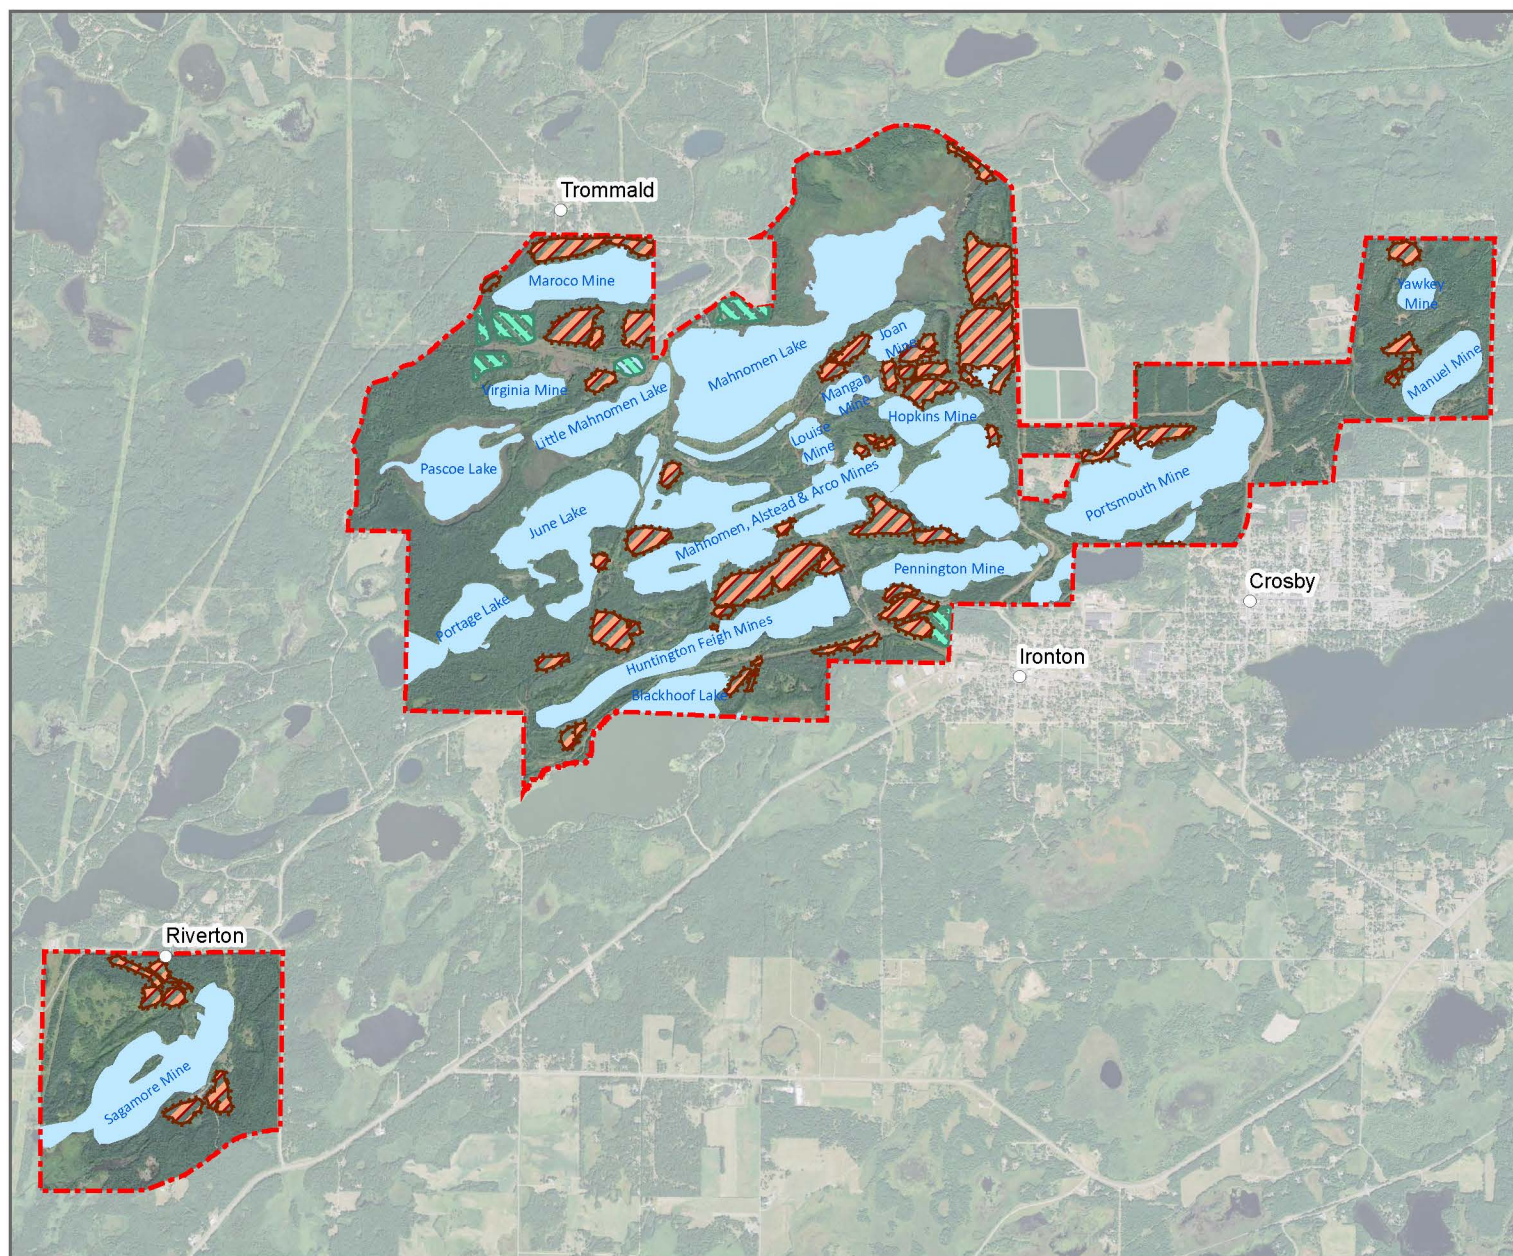 Trommald
Maroco Mine
Yawkey
Mine
Joan
Mine
Mahnomen Lake
Manuel Mine
Virginia Mine
Little Mahnomen Lake
Mangan
Mine
Hopkins Mine
Louise
Mine
Pascoe Lake
Portsmouth Mine
June Lake
Mahnomen, Alstead & Arco Mines
Pennington Mine
Crosby
Portage Lake
Huntington Feigh Mines
Ironton
Blackhoof Lake
Riverton
Sagamore Mine